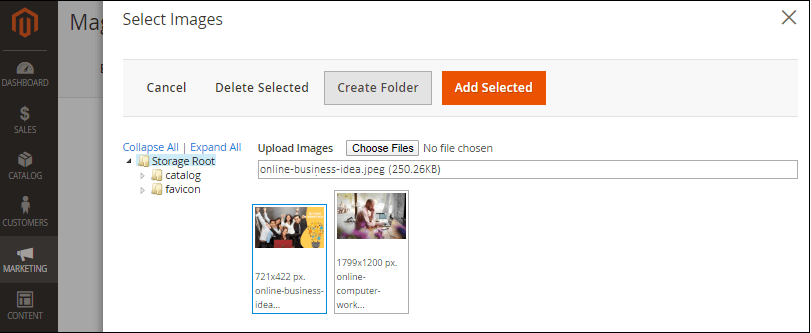 Mag
Select Images
Cancel
Delete Selected
Create Folder
Add Selected
DASHBOARD
SALES
CATALOG
CUSTOMERS
MARKETING
CONTENT
Collapse All | Expand All
Storage Root
catalog
favicon
Upload Images Choose Files No file chosen
online-business-idea.jpeg (250.26KB)
721x422 px.
online-business-
idea...
1799x1200 px.
online-
computer-
work...